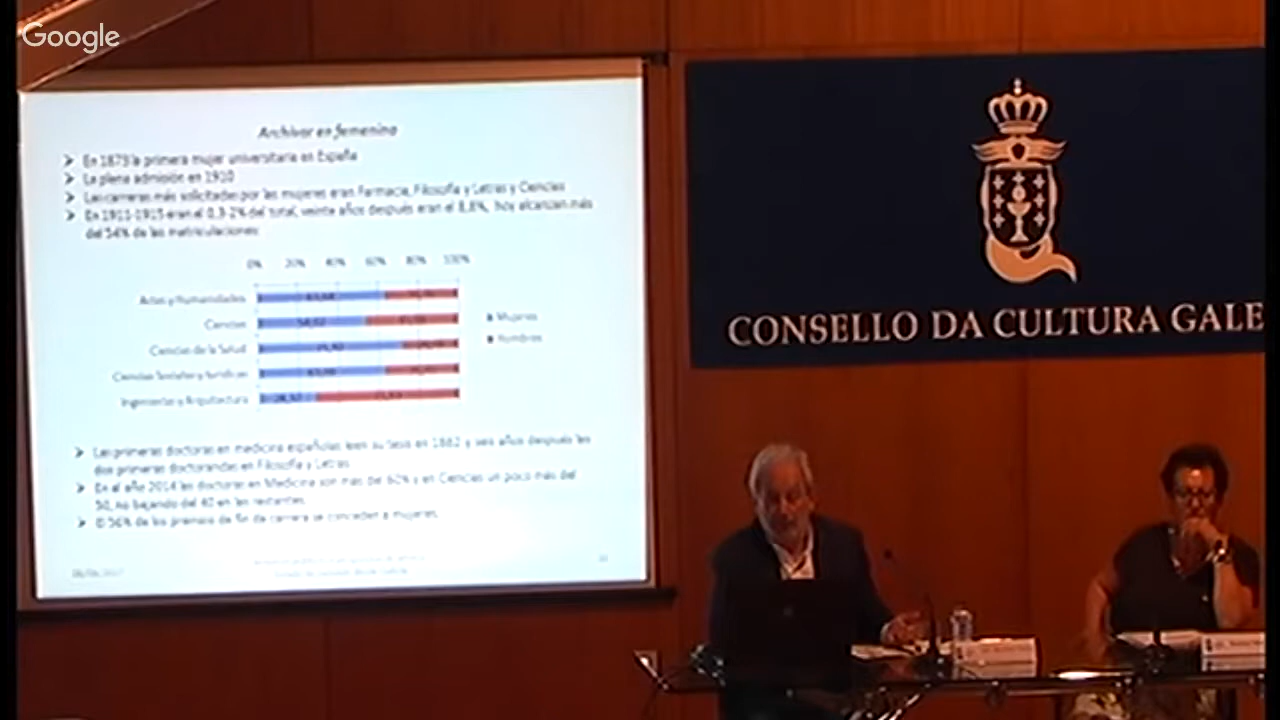 Google
Archivar en femenino
En 1873 la primera mujer universitaria en España
La plena admisión en 1910
Las carreras más solicitadas por las mujeres eran Farmacia, Filosofía y Letras y Ciencias
En 1911-1915 eran el 0,3-2% del total, veinte años después eran el 8,8%, hoy alcanzan más
del 54% de las matriculaciones:
0% 20% 40% 60% 80% 100%
Artes y Humanidades
Ciencias
Ciencias de la Salud
Ciencias Sociales y Jurídicas
Ingeniería y Arquitectura
Mujeres
Hombres
Las primeras doctoras en medicina españolas leen su tesis en 1882 y seis años después las
dos primeras doctorandas en Filosofía y Letras
En el año 2014 las doctoras en Medicina son más del 60% y en Ciencias un poco más del
50, no bajando del 40 en las restantes.
El 56% de los premios de fin de carrera se conceden a mujeres.
CONSELLO DA CULTURA GALE